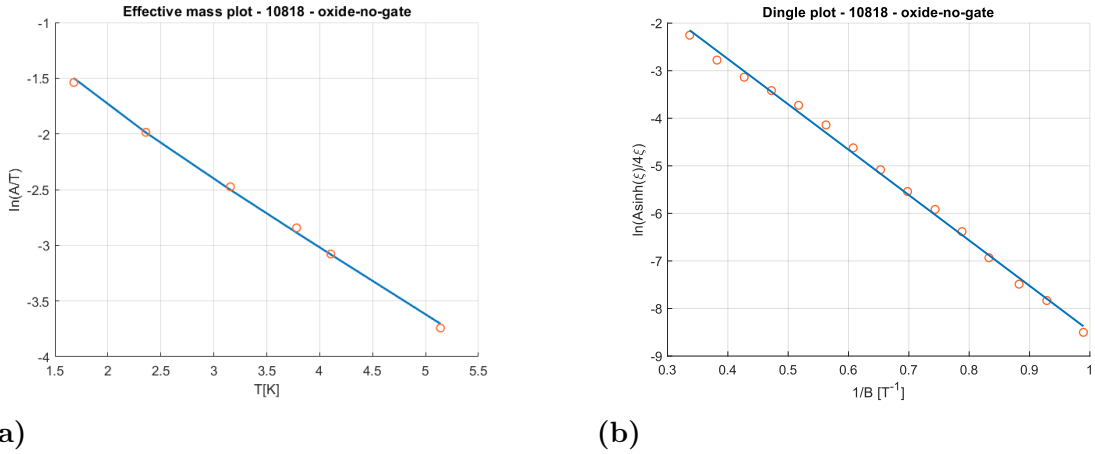 Effective mass plot - 10818 - oxide-no-gate
-1
-1.5
-2
-2.5
-3
-3.5
-4
ln(A/T)
1.5 2 2.5 3 3.5 4 4.5 5 5.5
T[K]
a)
Dingle plot - 10818 - oxide-no-gate
-2
-3
-4
-5
-6
-7
-8
-9
ln(Asinh(ξ)/4ξ)
0.3 0.4 0.5 0.6 0.7 0.8 0.9 1
1/B [T⁻¹]
(b)